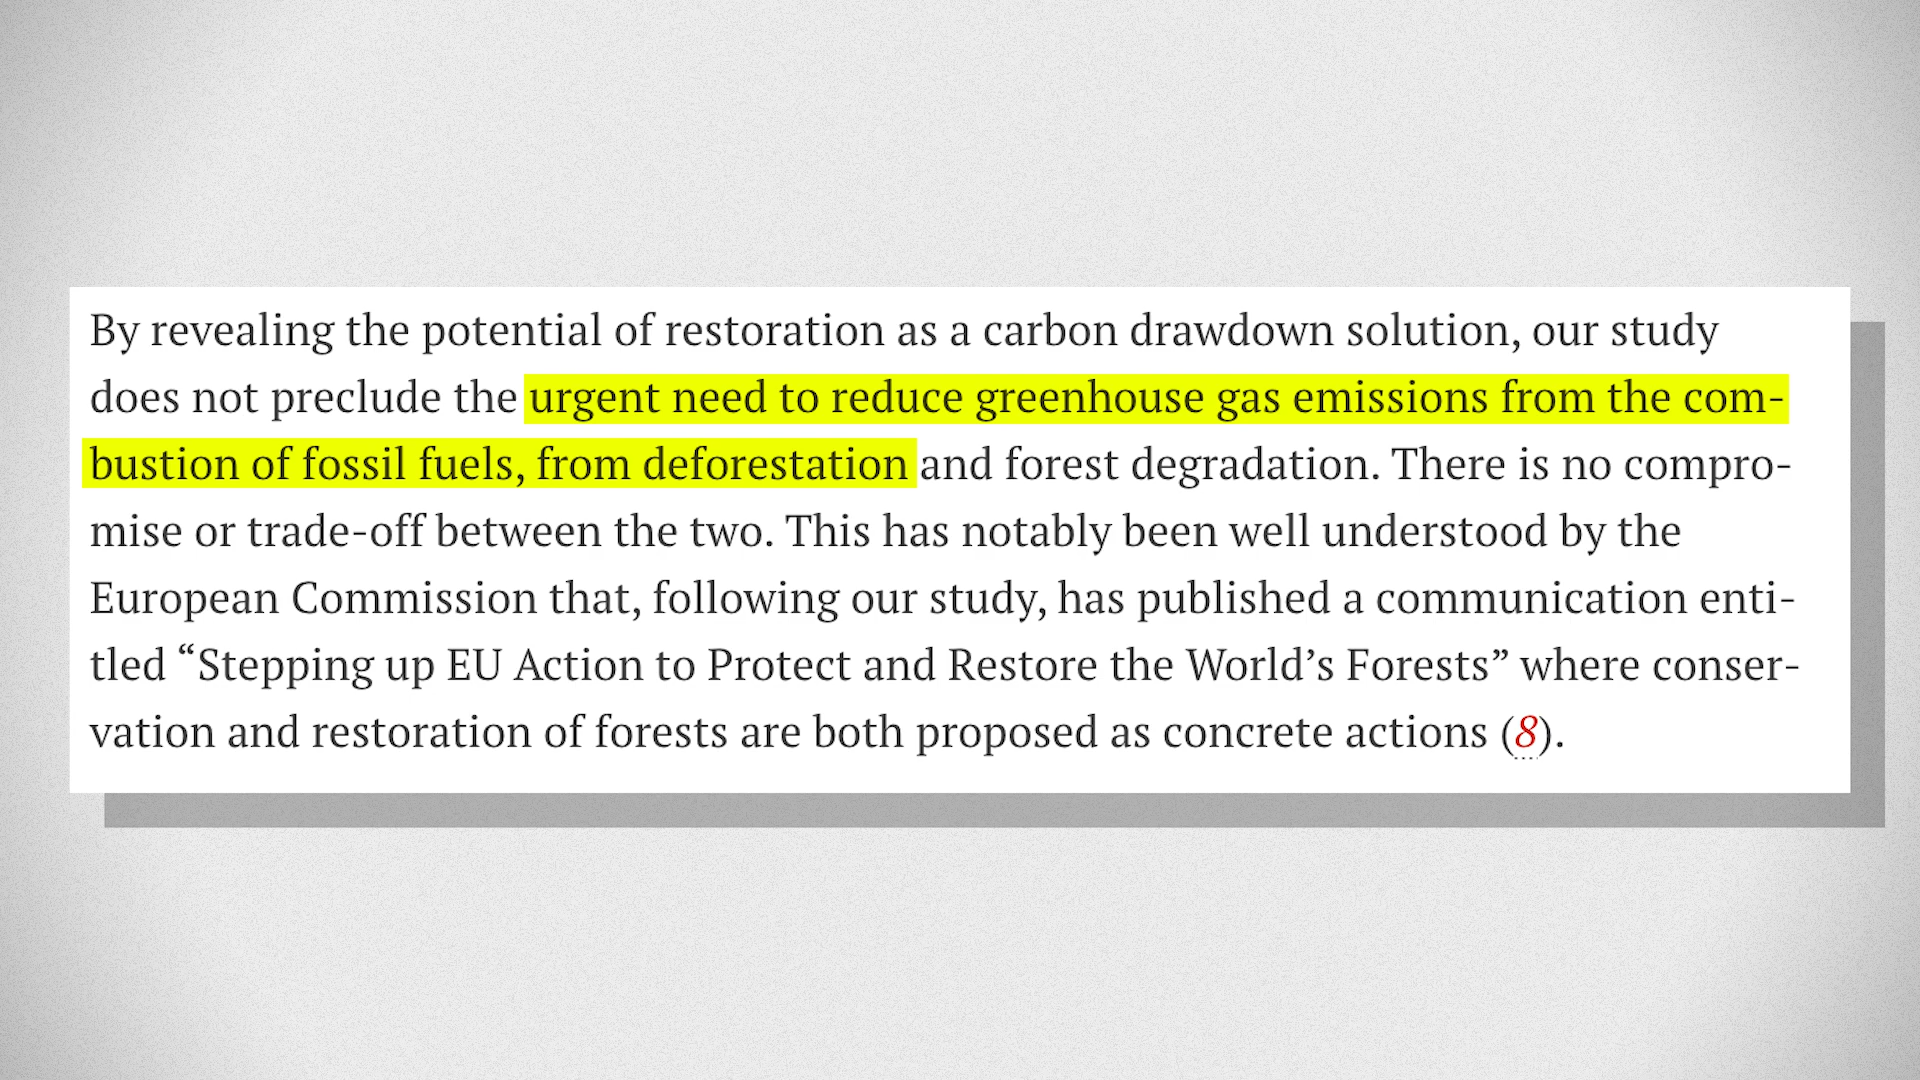 By revealing the potential of restoration as a carbon drawdown solution, our study
does not preclude the urgent need to reduce greenhouse gas emissions from the com-
bustion of fossil fuels, from deforestation and forest degradation. There is no compro-
mise or trade-off between the two. This has notably been well understood by the
European Commission that, following our study, has published a communication enti-
tled “Stepping up EU Action to Protect and Restore the World’s Forests” where conser-
vation and restoration of forests are both proposed as concrete actions (8).